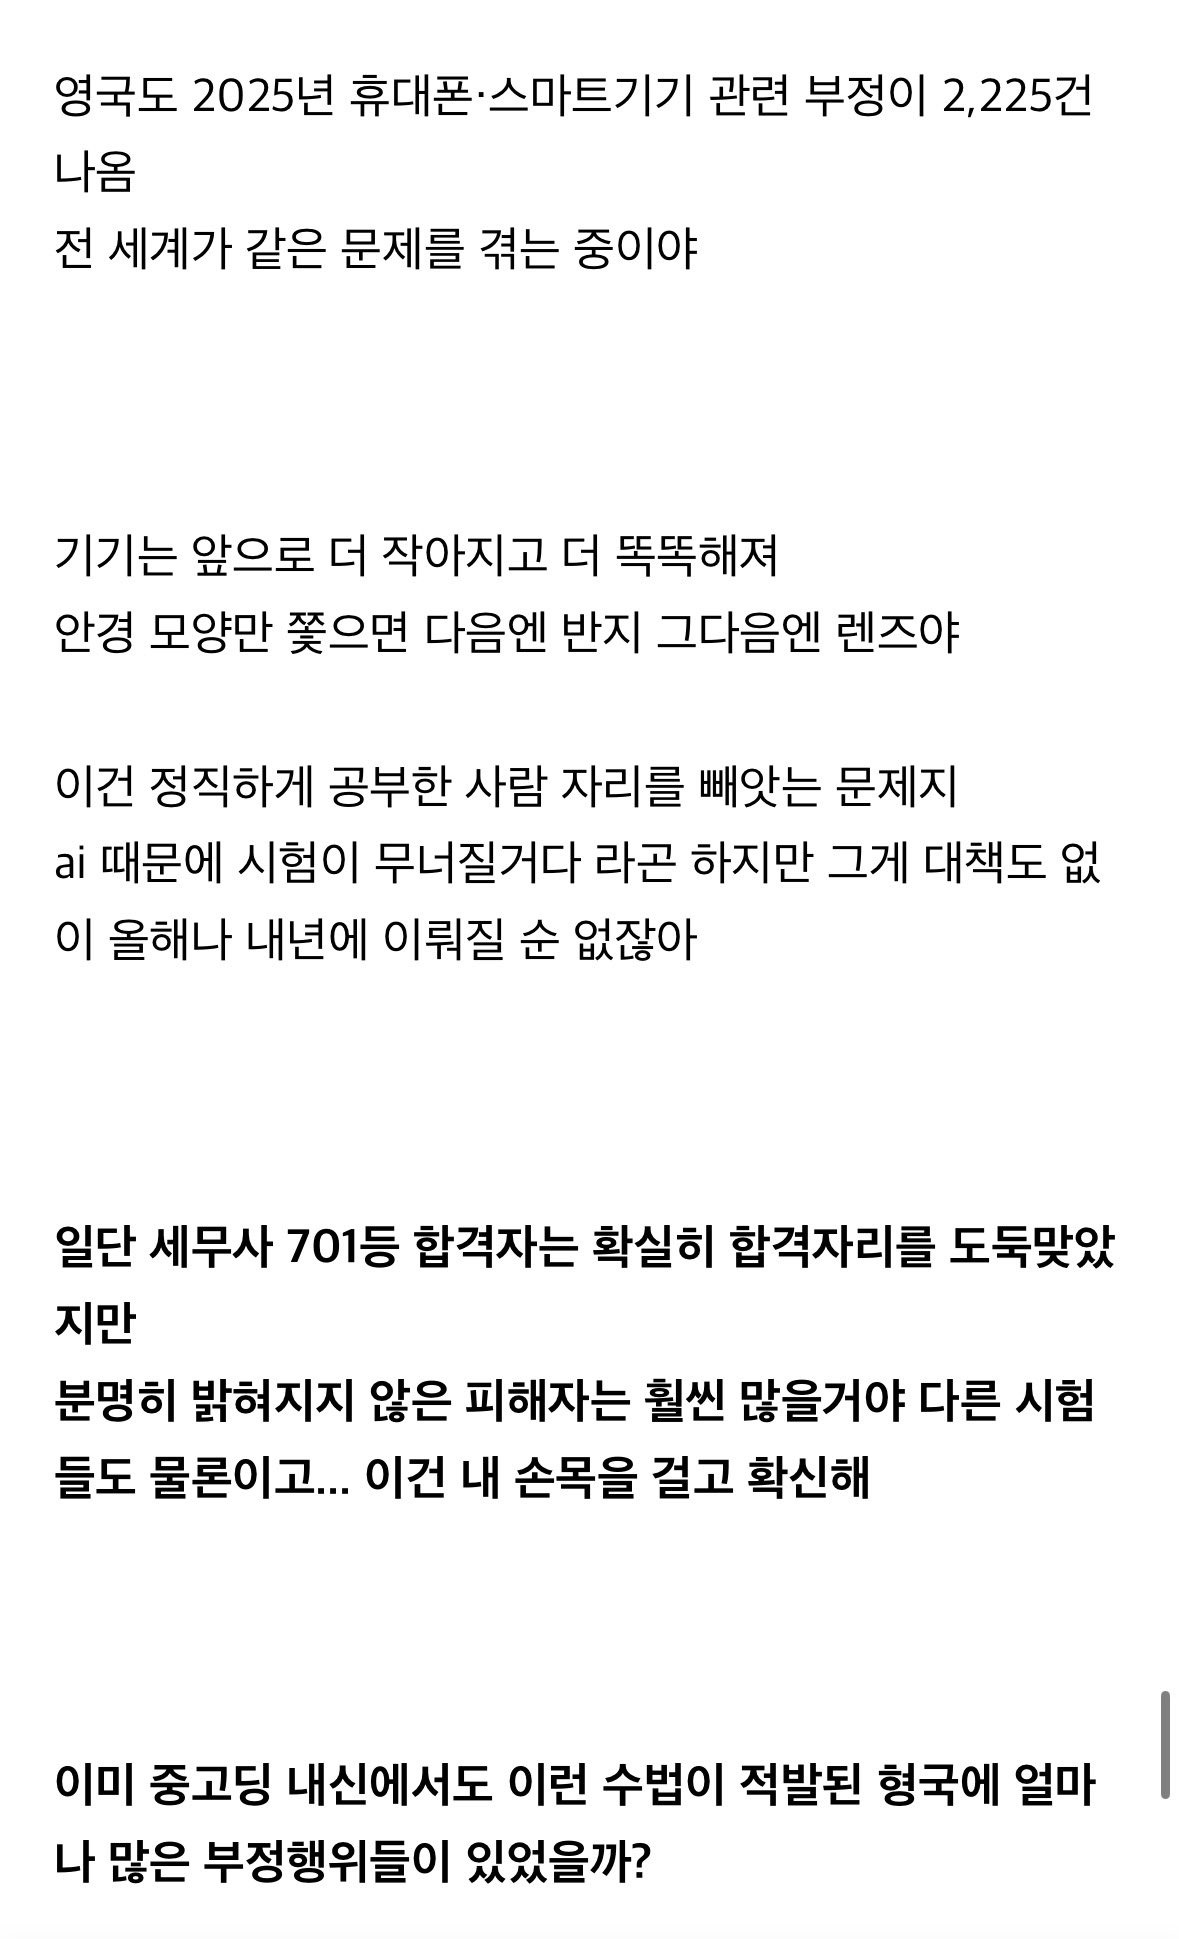 영국도 2025년 휴대폰·스마트기기 관련 부정이 2,225건
나옴
전 세계가 같은 문제를 겪는 중이야
기기는 앞으로 더 작아지고 더 똑똑해져
안경 모양만 쫓으면 다음엔 반지 그다음엔 렌즈야
이건 정직하게 공부한 사람 자리를 빼앗는 문제지
ai 때문에 시험이 무너질거다 라곤 하지만 그게 대책도 없
이 올해나 내년에 이뤄질 순 없잖아
일단 세무사 701등 합격자는 확실히 합격자리를 도둑맞았
지만
분명히 밝혀지지 않은 피해자는 훨씬 많을거야 다른 시험
들도 물론이고... 이건 내 손목을 걸고 확신해
이미 중고딩 내신에서도 이런 수법이 적발된 형국에 얼마
나 많은 부정행위들이 있었을까?